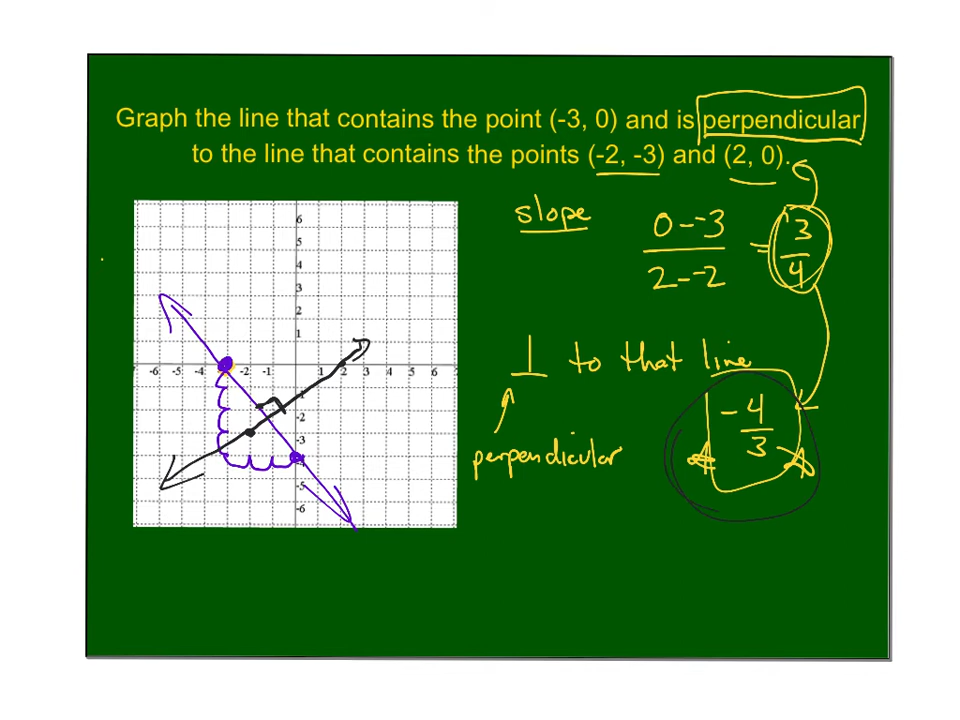 Graph the line that contains the point (-3, 0) and is perpendicular
to the line that contains the points (-2, -3) and (2, 0).
slope
0--3
2--2
=
3
4
⊥ to that line
perpendicular
-4
3
6
5
4
3
2
1
-6 -5 -4 -2 -1 1 2 3 4 5 6
-2
-3
-5
-6